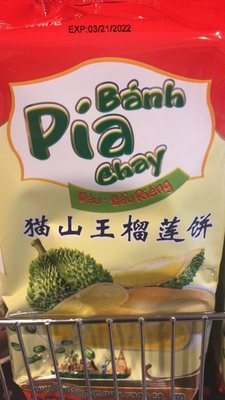 EXP:03/21/2022
Bánh
Pía
Chay
Đậu - Sầu Riêng
猫山王榴莲饼